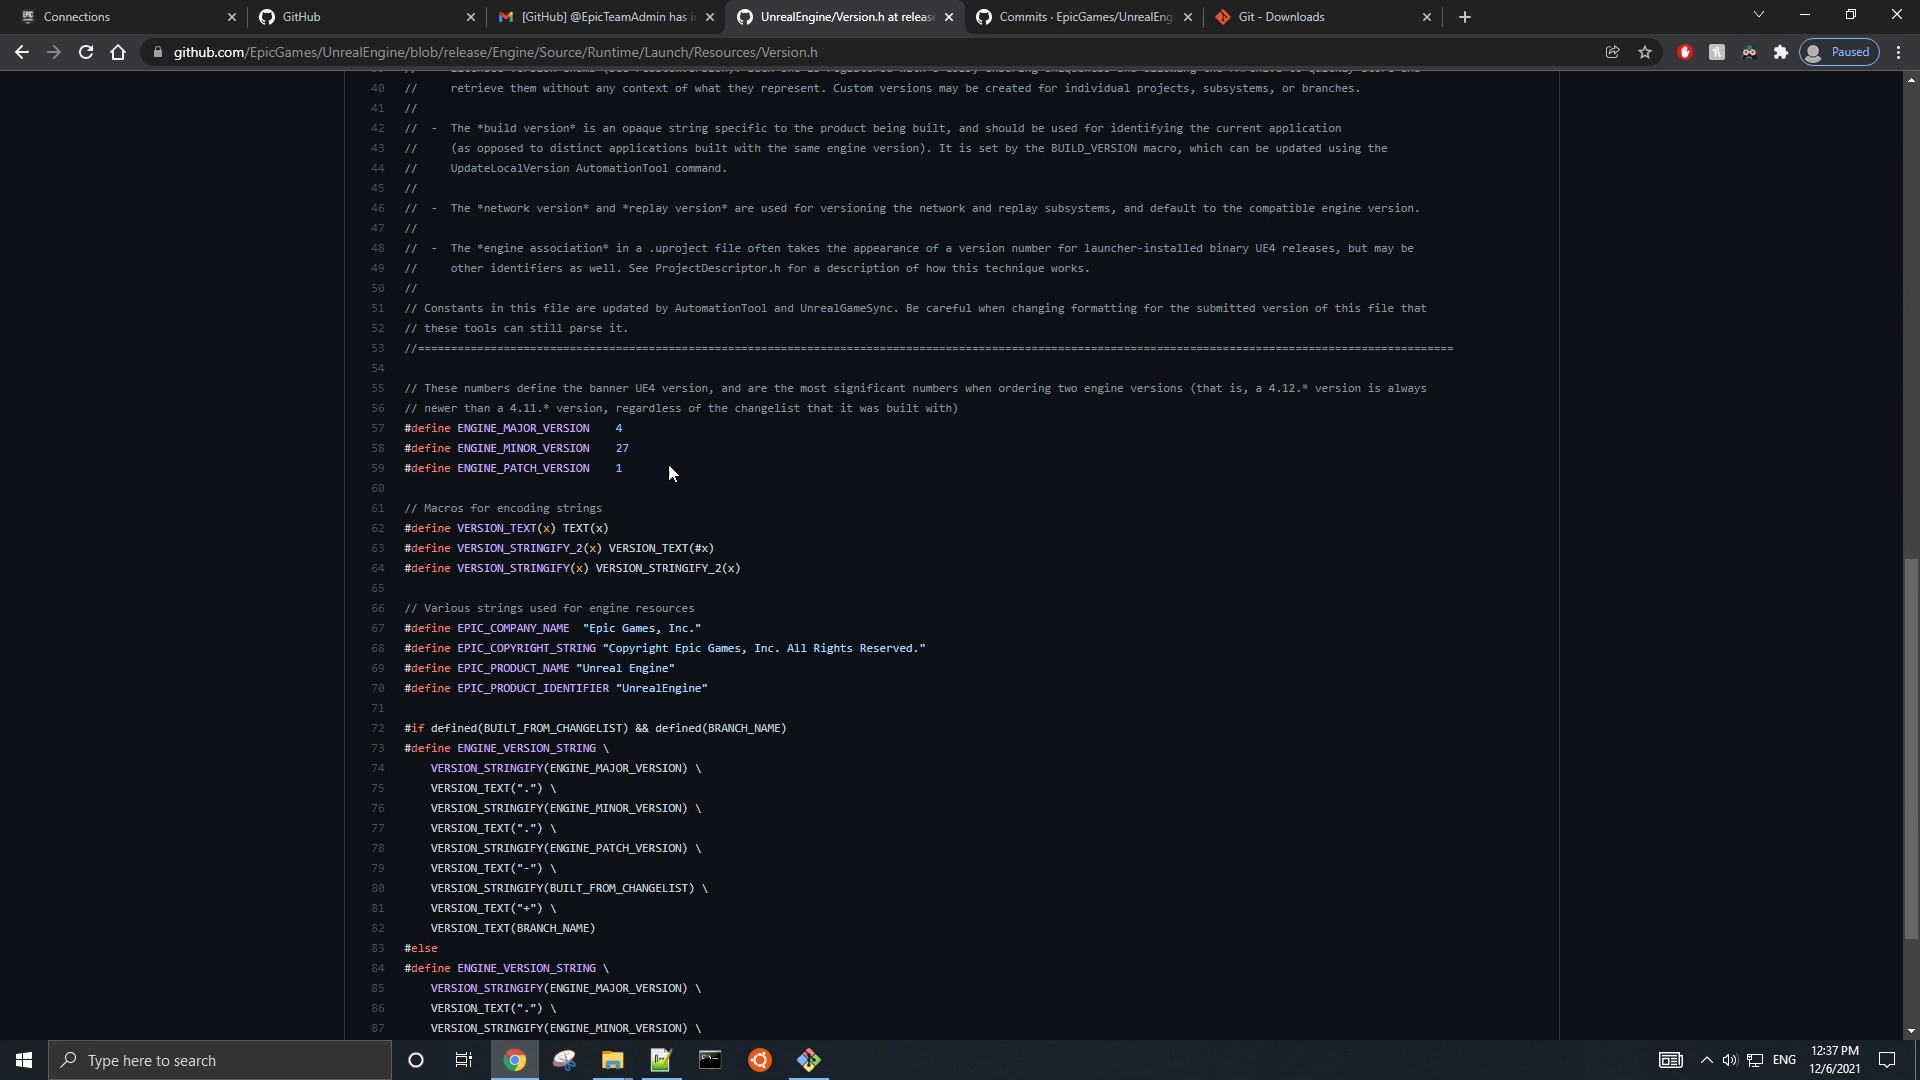 Connections
GitHub
[GitHub] @EpicTeamAdmin has i
UnrealEngine/Version.h at releas
Commits · EpicGames/UnrealEng
Git - Downloads
github.com/EpicGames/UnrealEngine/blob/release/Engine/Source/Runtime/Launch/Resources/Version.h
Paused
40 // retrieve them without any context of what they represent. Custom versions may be created for individual projects, subsystems, or branches.
41 //
42 // - The *build version* is an opaque string specific to the product being built, and should be used for identifying the current application
43 // (as opposed to distinct applications built with the same engine version). It is set by the BUILD_VERSION macro, which can be updated using the
44 // UpdateLocalVersion AutomationTool command.
45 //
46 // - The *network version* and *replay version* are used for versioning the network and replay subsystems, and default to the compatible engine version.
47 //
48 // - The *engine association* in a .uproject file often takes the appearance of a version number for launcher-installed binary UE4 releases, but may be
49 // other identifiers as well. See ProjectDescriptor.h for a description of how this technique works.
50 //
51 // Constants in this file are updated by AutomationTool and UnrealGameSync. Be careful when changing formatting for the submitted version of this file that
52 // these tools can still parse it.
53 //====================================================================================================================================================
54
55 // These numbers define the banner UE4 version, and are the most significant numbers when ordering two engine versions (that is, a 4.12.* version is always
56 // newer than a 4.11.* version, regardless of the changelist that it was built with)
57 #define ENGINE_MAJOR_VERSION 4
58 #define ENGINE_MINOR_VERSION 27
59 #define ENGINE_PATCH_VERSION 1
60
61 // Macros for encoding strings
62 #define VERSION_TEXT(x) TEXT(x)
63 #define VERSION_STRINGIFY_2(x) VERSION_TEXT(#x)
64 #define VERSION_STRINGIFY(x) VERSION_STRINGIFY_2(x)
65
66 // Various strings used for engine resources
67 #define EPIC_COMPANY_NAME "Epic Games, Inc."
68 #define EPIC_COPYRIGHT_STRING "Copyright Epic Games, Inc. All Rights Reserved."
69 #define EPIC_PRODUCT_NAME "Unreal Engine"
70 #define EPIC_PRODUCT_IDENTIFIER "UnrealEngine"
71
72 #if defined(BUILT_FROM_CHANGELIST) && defined(BRANCH_NAME)
73 #define ENGINE_VERSION_STRING \
74 VERSION_STRINGIFY(ENGINE_MAJOR_VERSION) \
75 VERSION_TEXT(".") \
76 VERSION_STRINGIFY(ENGINE_MINOR_VERSION) \
77 VERSION_TEXT(".") \
78 VERSION_STRINGIFY(ENGINE_PATCH_VERSION) \
79 VERSION_TEXT("-") \
80 VERSION_STRINGIFY(BUILT_FROM_CHANGELIST) \
81 VERSION_TEXT("+") \
82 VERSION_TEXT(BRANCH_NAME)
83 #else
84 #define ENGINE_VERSION_STRING \
85 VERSION_STRINGIFY(ENGINE_MAJOR_VERSION) \
86 VERSION_TEXT(".") \
87 VERSION_STRINGIFY(ENGINE_MINOR_VERSION) \
Type here to search
ENG
12:37 PM
12/6/2021